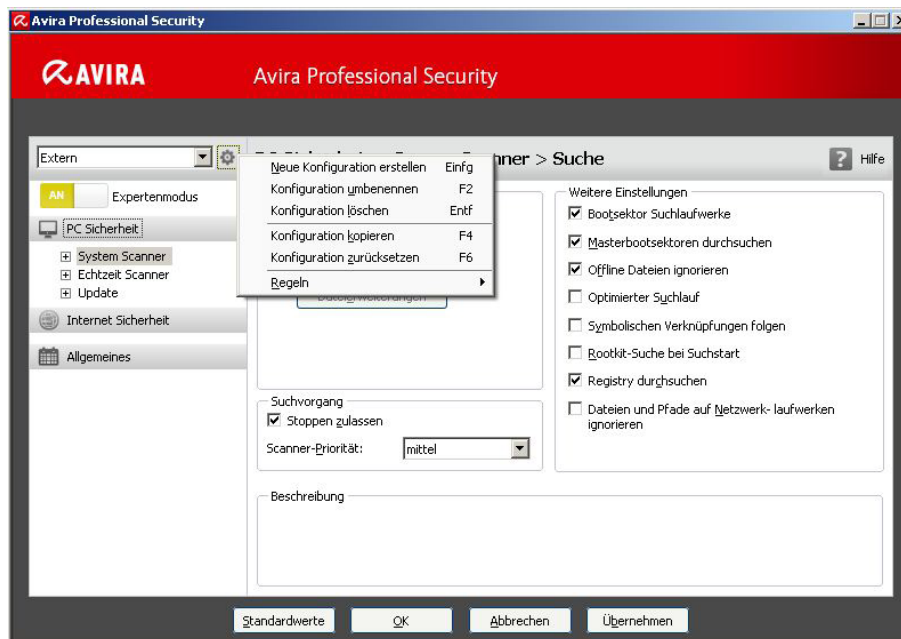 Avira Professional Security
AVIRA
Avira Professional Security
Extern
nner > Suche
Hilfe
Neue Konfiguration erstellen Einfg
Konfiguration umbenennen F2
Konfiguration löschen Entf
Konfiguration kopieren F4
Konfiguration zurücksetzen F6
Regeln
AN Expertenmodus
PC Sicherheit
System Scanner
Echtzeit Scanner
Update
Internet Sicherheit
Allgemeines
Weitere Einstellungen
Bootsektor Suchlaufwerke
Masterbootsektoren durchsuchen
Offline Dateien ignorieren
Optimierter Suchlauf
Symbolischen Verknüpfungen folgen
Rootkit-Suche bei Suchstart
Registry durchsuchen
Dateien und Pfade auf Netzwerk- laufwerken
ignorieren
Suchvorgang
Stoppen zulassen
Scanner-Priorität: mittel
Beschreibung
Standardwerte OK Abbrechen Übernehmen